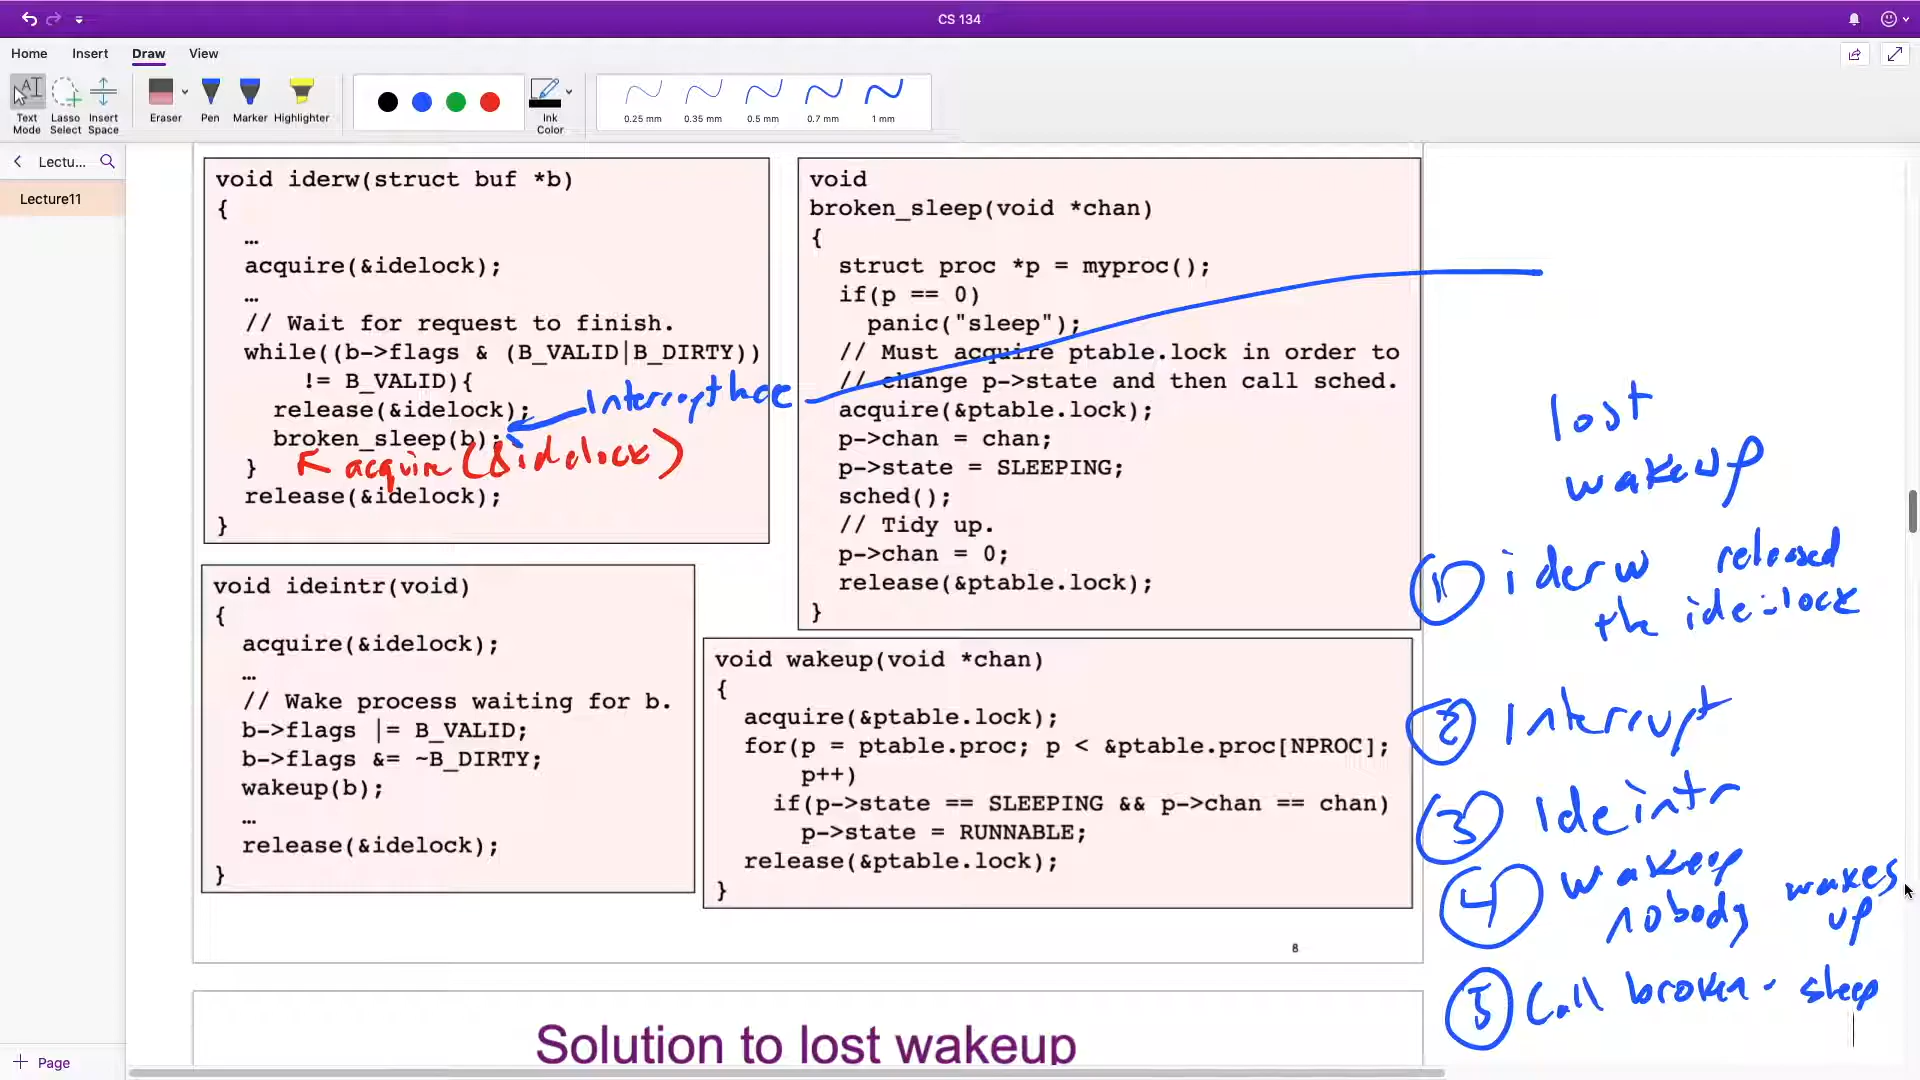 CS 134
Home Insert Draw View
Text Mode
Lasso Select
Insert Space
Eraser
Pen
Marker
Highlighter
Ink Color
0.25 mm
0.35 mm
0.5 mm
0.7 mm
1 mm
Lectu...
Lecture11
void iderw(struct buf *b)
{
…
acquire(&idelock);
…
// Wait for request to finish.
while((b->flags & (B_VALID|B_DIRTY))
!= B_VALID){
release(&idelock);
Interrupt here
broken_sleep(b);
acquire(&idelock)
}
release(&idelock);
}
void
broken_sleep(void *chan)
{
struct proc *p = myproc();
if(p == 0)
panic("sleep");
// Must acquire ptable.lock in order to
// change p->state and then call sched.
acquire(&ptable.lock);
p->chan = chan;
p->state = SLEEPING;
sched();
// Tidy up.
p->chan = 0;
release(&ptable.lock);
}
void ideintr(void)
{
acquire(&idelock);
…
// Wake process waiting for b.
b->flags |= B_VALID;
b->flags &= ~B_DIRTY;
wakeup(b);
…
release(&idelock);
}
void wakeup(void *chan)
{
acquire(&ptable.lock);
for(p = ptable.proc; p < &ptable.proc[NPROC];
p++)
if(p->state == SLEEPING && p->chan == chan)
p->state = RUNNABLE;
release(&ptable.lock);
}
lost
wakeup
1 iderw released
the ide-lock
2 Interrupt
3 Ideintr
4 wakeup
nobody wakes
up
5 Call broken - sleep
8
Solution to lost wakeup
+ Page